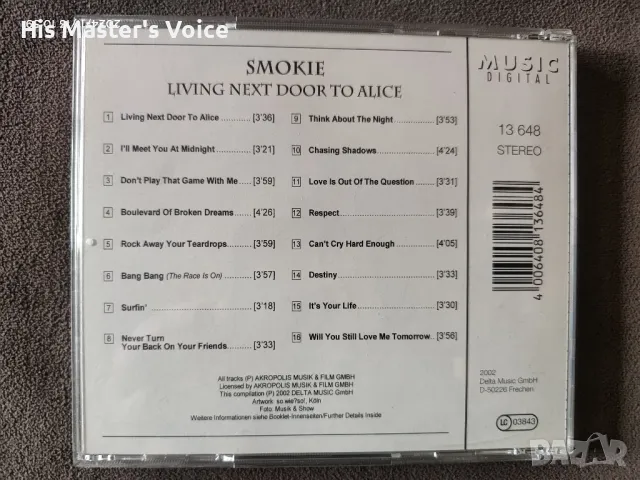 His Master's Voice
SMOKIE
LIVING NEXT DOOR TO ALICE
1 Living Next Door To Alice ............ [3'36]
2 I'll Meet You At Midnight ............ [3'21]
3 Don't Play That Game With Me ..... [3'59]
4 Boulevard Of Broken Dreams ....... [4'26]
5 Rock Away Your Teardrops.......... [3'59]
6 Bang Bang (The Race Is On) ........ [3'57]
7 Surfin' ................................ [3'18]
8 Never Turn
Your Back On Your Friends......... [3'33]
9 Think About The Night ............. [3'53]
10 Chasing Shadows.................... [4'24]
11 Love Is Out Of The Question ....... [3'31]
12 Respect............................... [3'39]
13 Can't Cry Hard Enough ............. [4'05]
14 Destiny ............................... [3'33]
15 It's Your Life ......................... [3'30]
16 Will You Still Love Me Tomorrow.. [3'56]
All tracks (P) AKROPOLIS MUSIK & FILM GMBH
Licensed by AKROPOLIS MUSIK & FILM GMBH
This compilation (P) 2002 DELTA MUSIC GMBH
Artwork: so wie?so!, Köln
Foto: Musik & Show
Weitere Informationen siehe Booklet-Innenseiten/Further Details Inside
MUSIC
DIGITAL
13 648
STEREO
4 006408 136484
2002
Delta Music GmbH
D-50226 Frechen
LC 03843
BAZAR